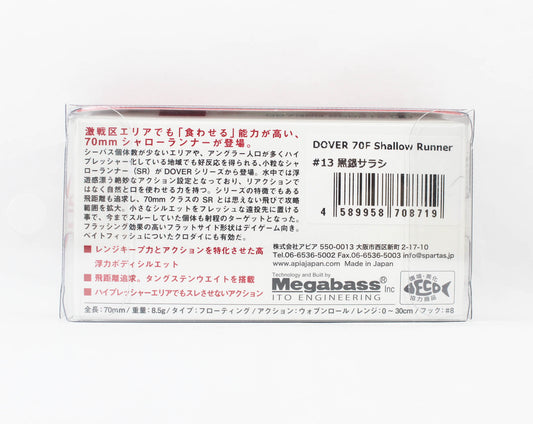 激戦区エリアでも「食わせる」能力が高い、
70mmシャローランナーが登場。
シーバス個体数が少ないエリアや、アングラー人口が多くハイ
プレッシャー化している地域でも好反応を得られる、小粒なシャ
ローランナー（SR）がDOVERシリーズから登場。水中では浮
遊感漂う絶妙なアクション設定となっており、リアクションで
はなく自然と口を使わせる力を持つ。シリーズの特徴でもある
飛距離も追求し、70mmクラスのSRとは思えない飛びで攻略
範囲を拡大。小さなシルエットをフレッシュな遠投先に届ける
事で、今までスルーしていた個体も射程のターゲットとなった。
フラッシング効果の高いフラットサイド形状はデイゲーム向き。
ベイトフィッシュについたクロダイにも有効だ。
■レンジキープ力とアクションを特化させた高
浮力ボディシルエット
■飛距離追求。タングステンウエイトを搭載
■ハイプレッシャーエリアでもスレさせないアクション
全長:70mm/重量:8.5g/タイプ:フローティング/アクション:ウォブンロール/レンジ:0～30cm/フック:#8
DOVER 70F Shallow Runner
#13 黒銀サラシ
4 589958 708719
株式会社アピア 550-0013 大阪市西区新町2-17-10
Tel.06-6536-5002 Fax.06-6536-5041 info@spartas.jp
www.apiajapan.com Made in Japan
Technology and Built by
Megabass Inc
ITO ENGINEERING
環境・美化
ECO
協力商品